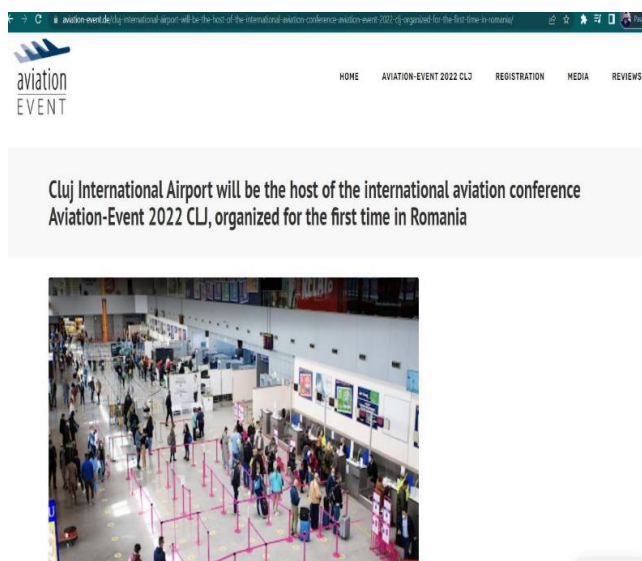 aviation-event.de/cluj-international-airport-will-be-the-host-of-the-international-aviation-conference-aviation-event-2022-clj-organized-for-the-first-time-in-romania/
aviation
EVENT
HOME AVIATION-EVENT 2022 CLJ REGISTRATION MEDIA REVIEWS
Cluj International Airport will be the host of the international aviation conference
Aviation-Event 2022 CLJ, organized for the first time in Romania